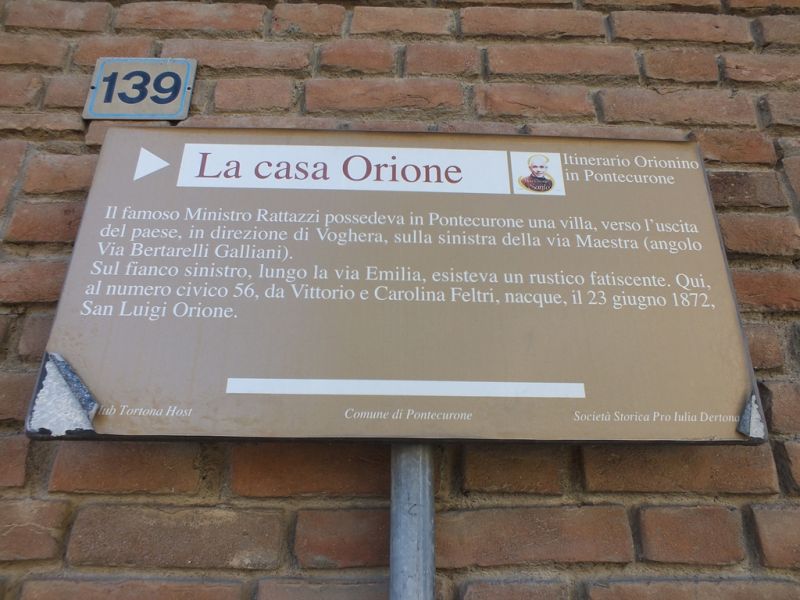 139
La casa Orione
Itinerario Orionino
in Pontecurone
Il famoso Ministro Rattazzi possedeva in Pontecurone una villa, verso l'uscita
del paese, in direzione di Voghera, sulla sinistra della via Maestra (angolo
Via Bertarelli Galliani).
Sul fianco sinistro, lungo la via Emilia, esisteva un rustico fatiscente. Qui,
al numero civico 56, da Vittorio e Carolina Feltri, nacque, il 23 giugno 1872,
San Luigi Orione.
Tortona Host
Comune di Pontecurone
Società Storica Pro Iulia Dertona